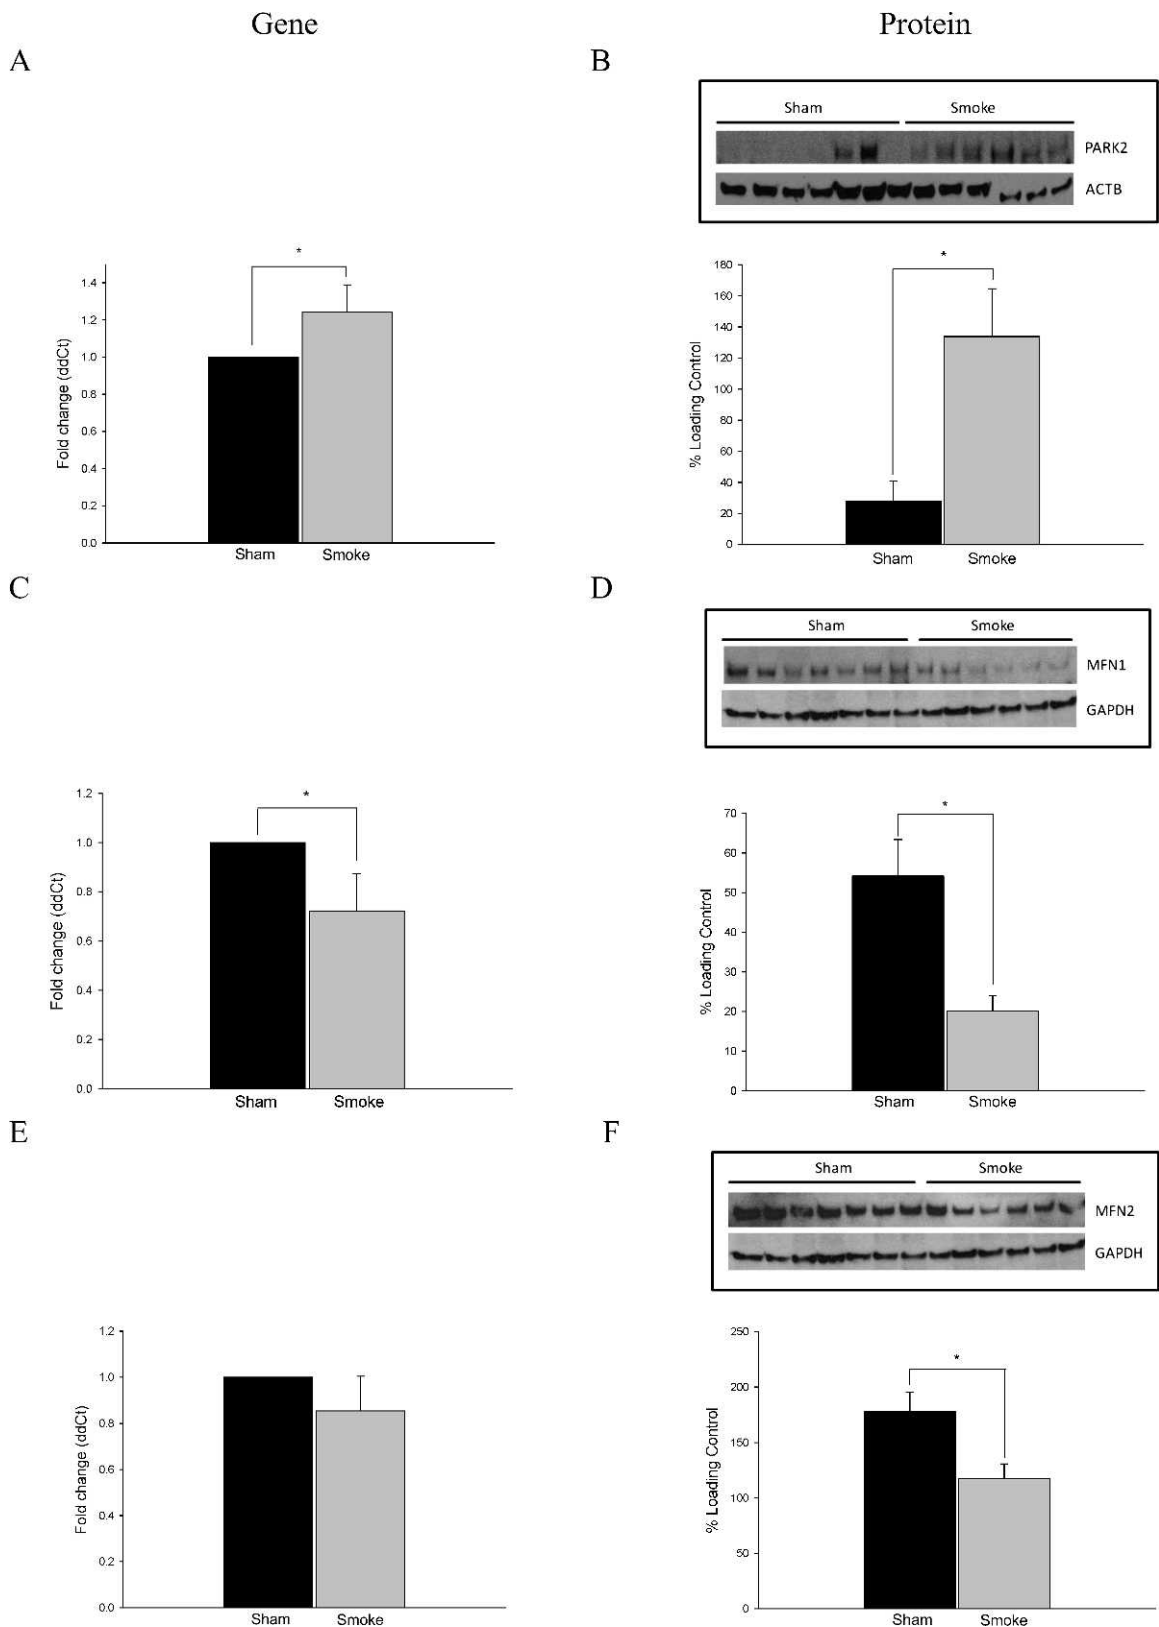 Gene
Protein
A
B
Sham Smoke
PARK2
ACTB
*
Fold change (ddCt)
1.4
1.2
1.0
0.8
0.6
0.4
0.2
0.0
Sham Smoke
*
% Loading Control
180
160
140
120
100
80
60
40
20
0
Sham Smoke
C
D
Sham Smoke
MFN1
GAPDH
*
Fold change (ddCt)
1.2
1.0
0.8
0.6
0.4
0.2
0.0
Sham Smoke
*
% Loading Control
70
60
50
40
30
20
10
0
Sham Smoke
E
F
Sham Smoke
MFN2
GAPDH
Fold change (ddCt)
1.2
1.0
0.8
0.6
0.4
0.2
0.0
Sham Smoke
*
% Loading Control
250
200
150
100
50
0
Sham Smoke